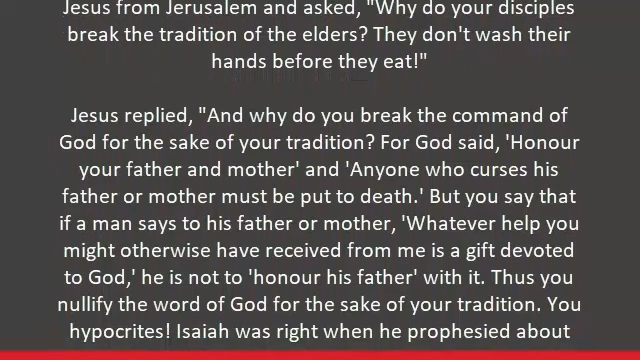 Jesus from Jerusalem and asked, "Why do your disciples
break the tradition of the elders? They don't wash their
hands before they eat!"
Jesus replied, "And why do you break the command of
God for the sake of your tradition? For God said, 'Honour
your father and mother' and 'Anyone who curses his
father or mother must be put to death.' But you say that
if a man says to his father or mother, 'Whatever help you
might otherwise have received from me is a gift devoted
to God,' he is not to 'honour his father' with it. Thus you
nullify the word of God for the sake of your tradition. You
hypocrites! Isaiah was right when he prophesied about